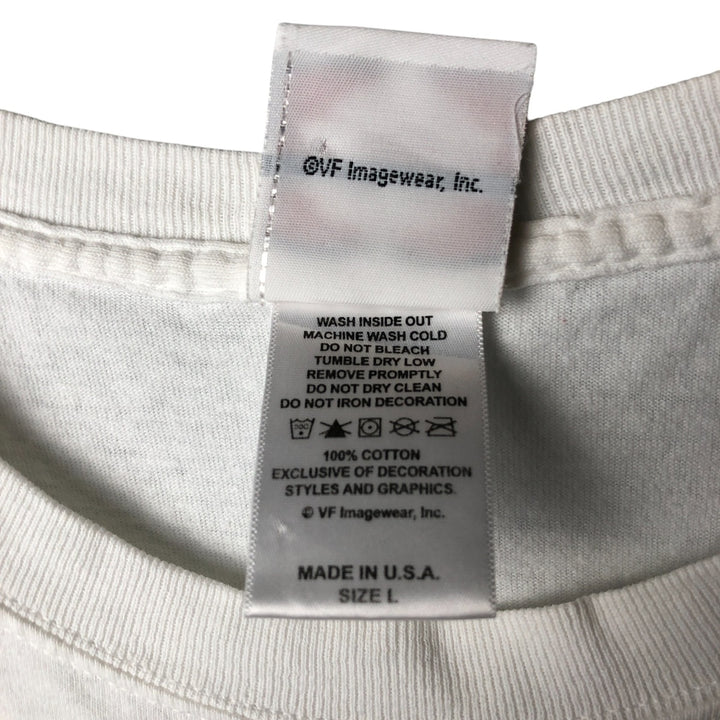 ©VF Imagewear, Inc.
WASH INSIDE OUT
MACHINE WASH COLD
DO NOT BLEACH
TUMBLE DRY LOW
REMOVE PROMPTLY
DO NOT DRY CLEAN
DO NOT IRON DECORATION
30C
100% COTTON
EXCLUSIVE OF DECORATION
STYLES AND GRAPHICS.
© VF Imagewear, Inc.
MADE IN U.S.A.
SIZE L